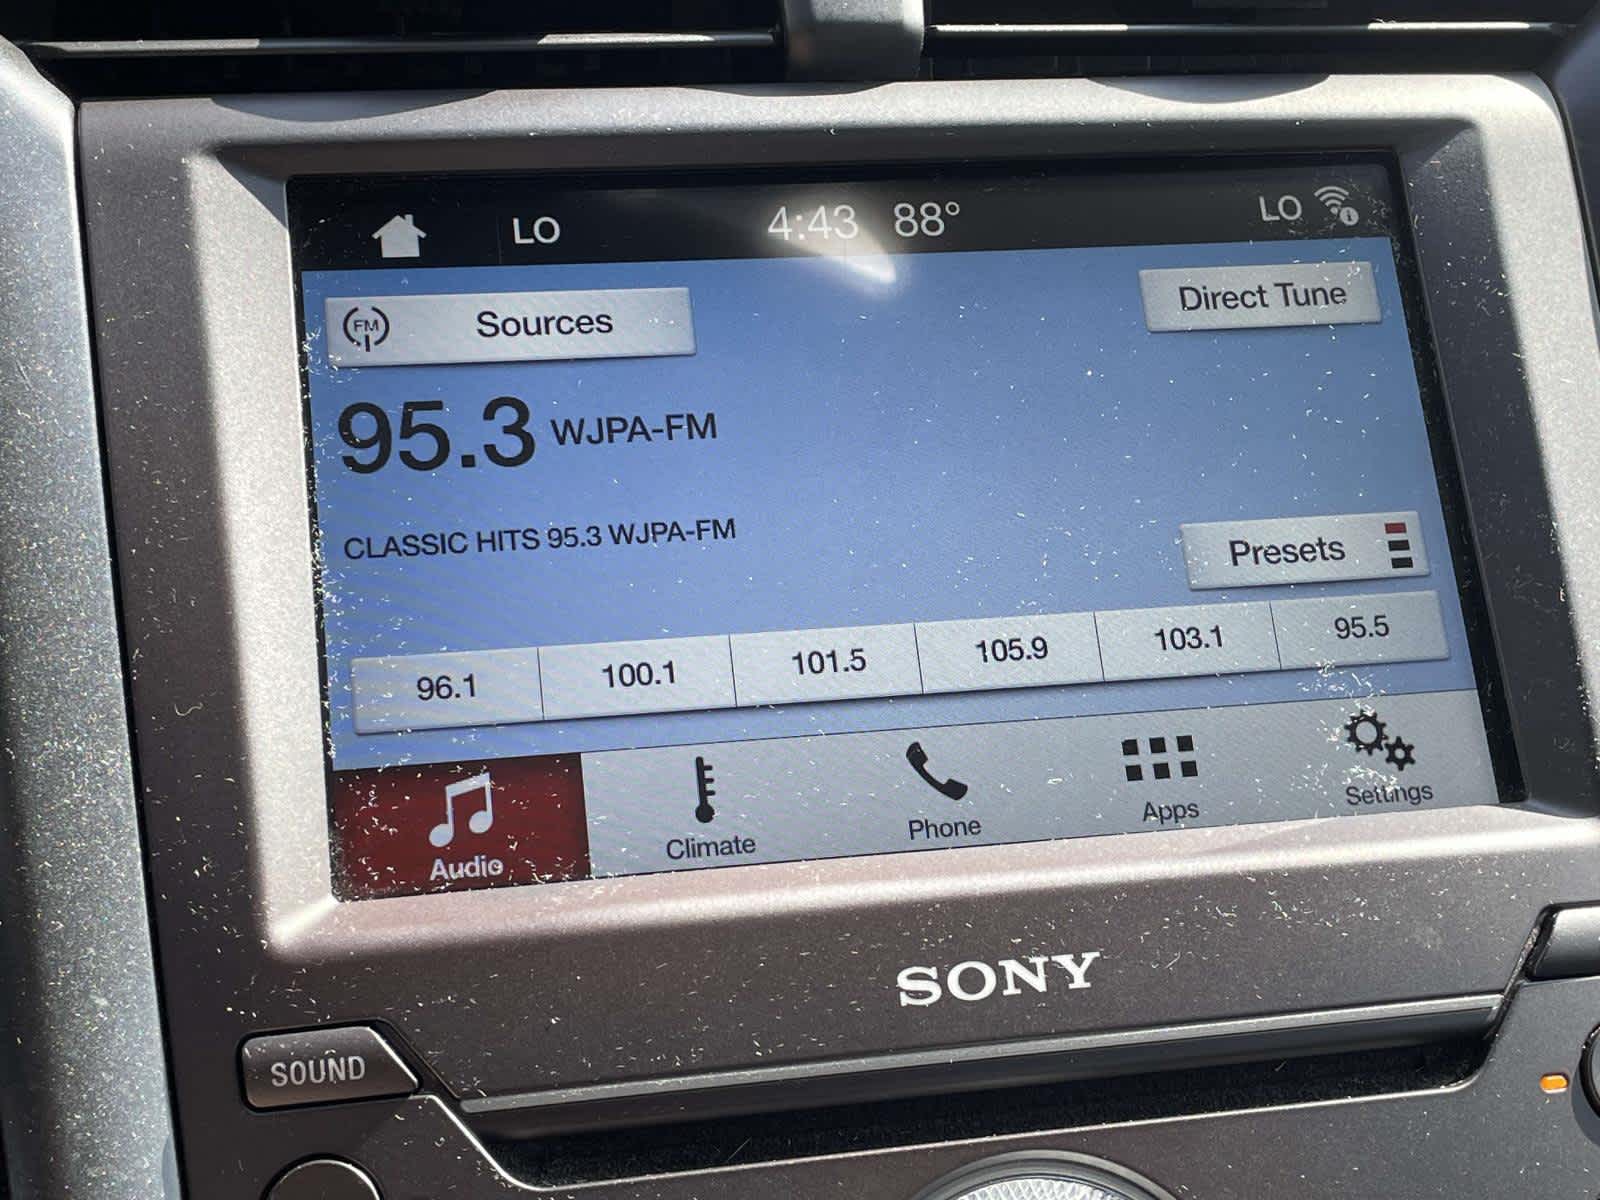 LO 4:43 88° LO
FM Sources Direct Tune
95.3 WJPA-FM
CLASSIC HITS 95.3 WJPA-FM
Presets
96.1 100.1 101.5 105.9 103.1 95.5
Audio Climate Phone Apps Settings
SONY
SOUND